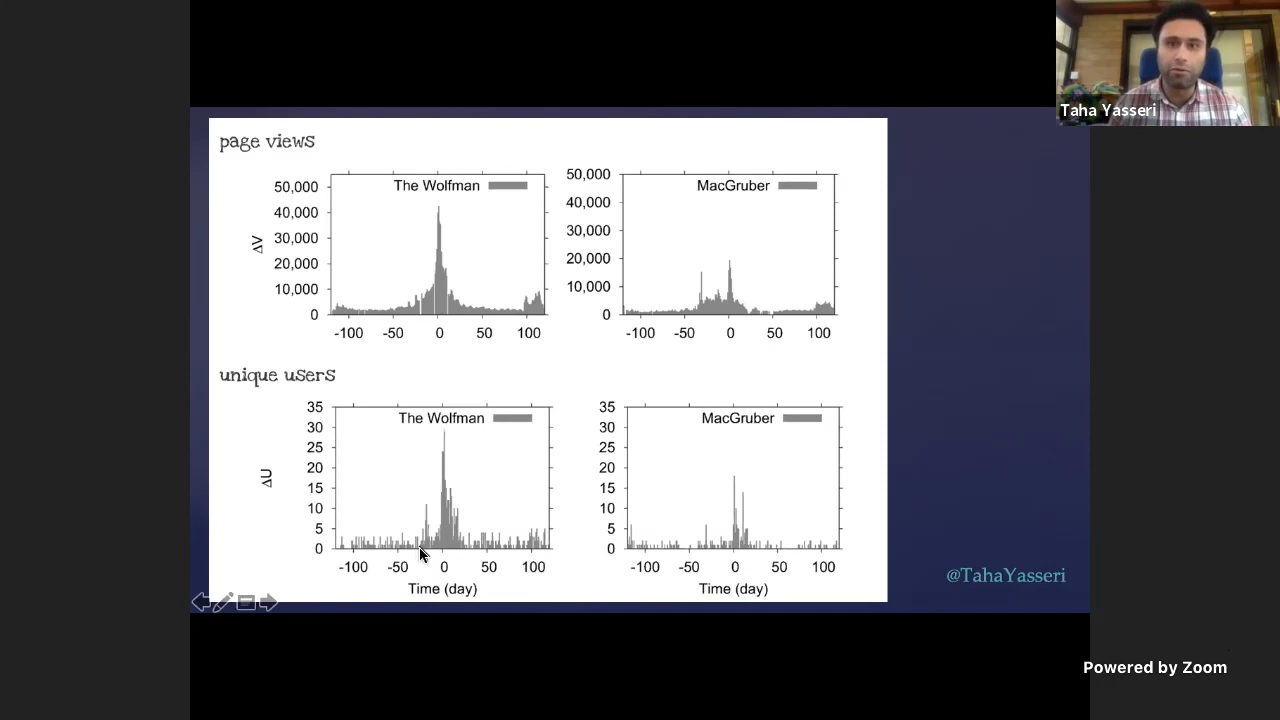 Taha Yasseri
page views
50,000
40,000
30,000
20,000
10,000
0
ΔV
The Wolfman
-100 -50 0 50 100
50,000
40,000
30,000
20,000
10,000
0
MacGruber
-100 -50 0 50 100
unique users
35
30
25
20
15
10
5
0
ΔU
The Wolfman
-100 -50 0 50 100
Time (day)
35
30
25
20
15
10
5
0
MacGruber
-100 -50 0 50 100
Time (day)
@TahaYasseri
Powered by Zoom